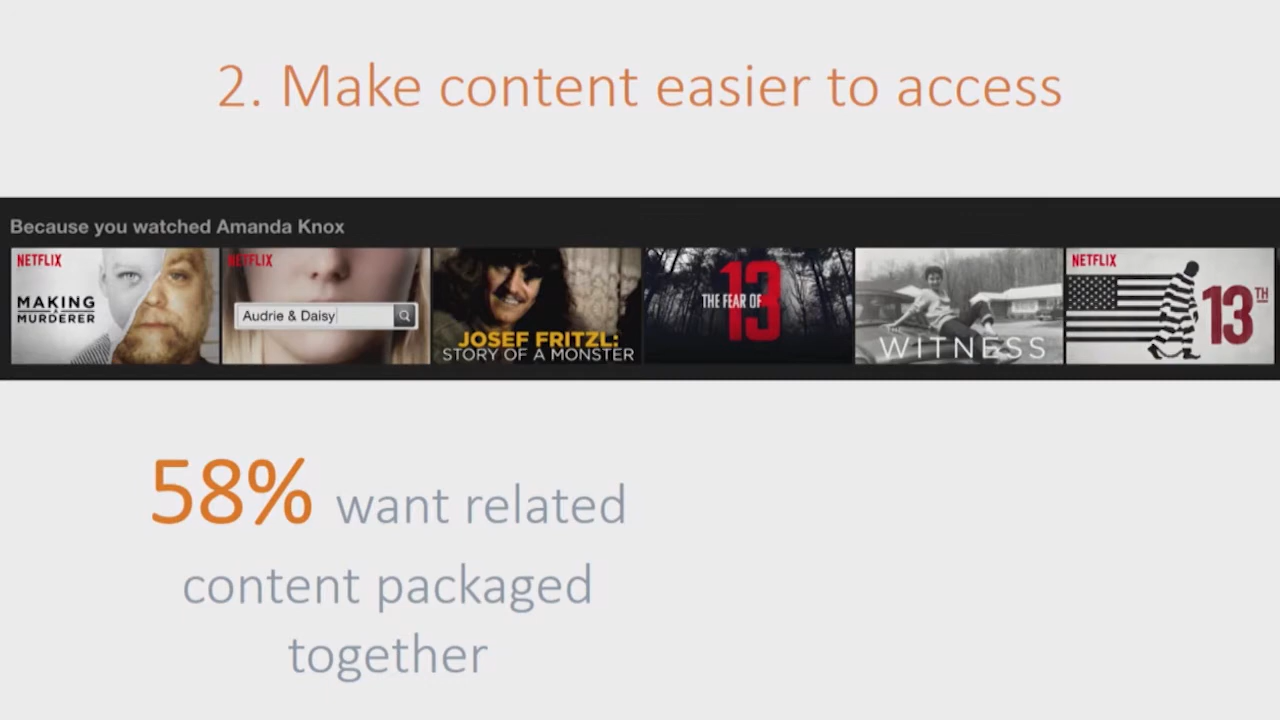 2. Make content easier to access
Because you watched Amanda Knox
NETFLIX
MAKING
A
MURDERER
NETFLIX
Audrie & Daisy
JOSEF FRITZL:
STORY OF A MONSTER
THE FEAR OF
13
THE
WITNESS
NETFLIX
13TH
58% want related
content packaged
together